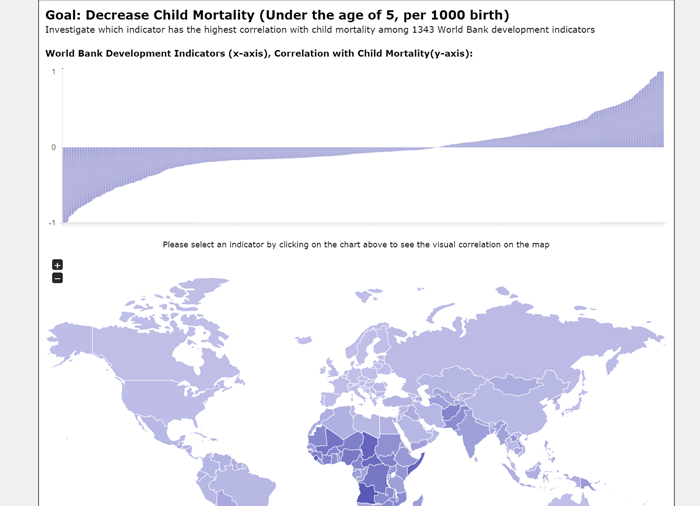 Goal: Decrease Child Mortality (Under the age of 5, per 1000 birth)
Investigate which indicator has the highest correlation with child mortality among 1343 World Bank development indicators
World Bank Development Indicators (x-axis), Correlation with Child Mortality(y-axis):
1
0
-1
Please select an indicator by clicking on the chart above to see the visual correlation on the map
+
−